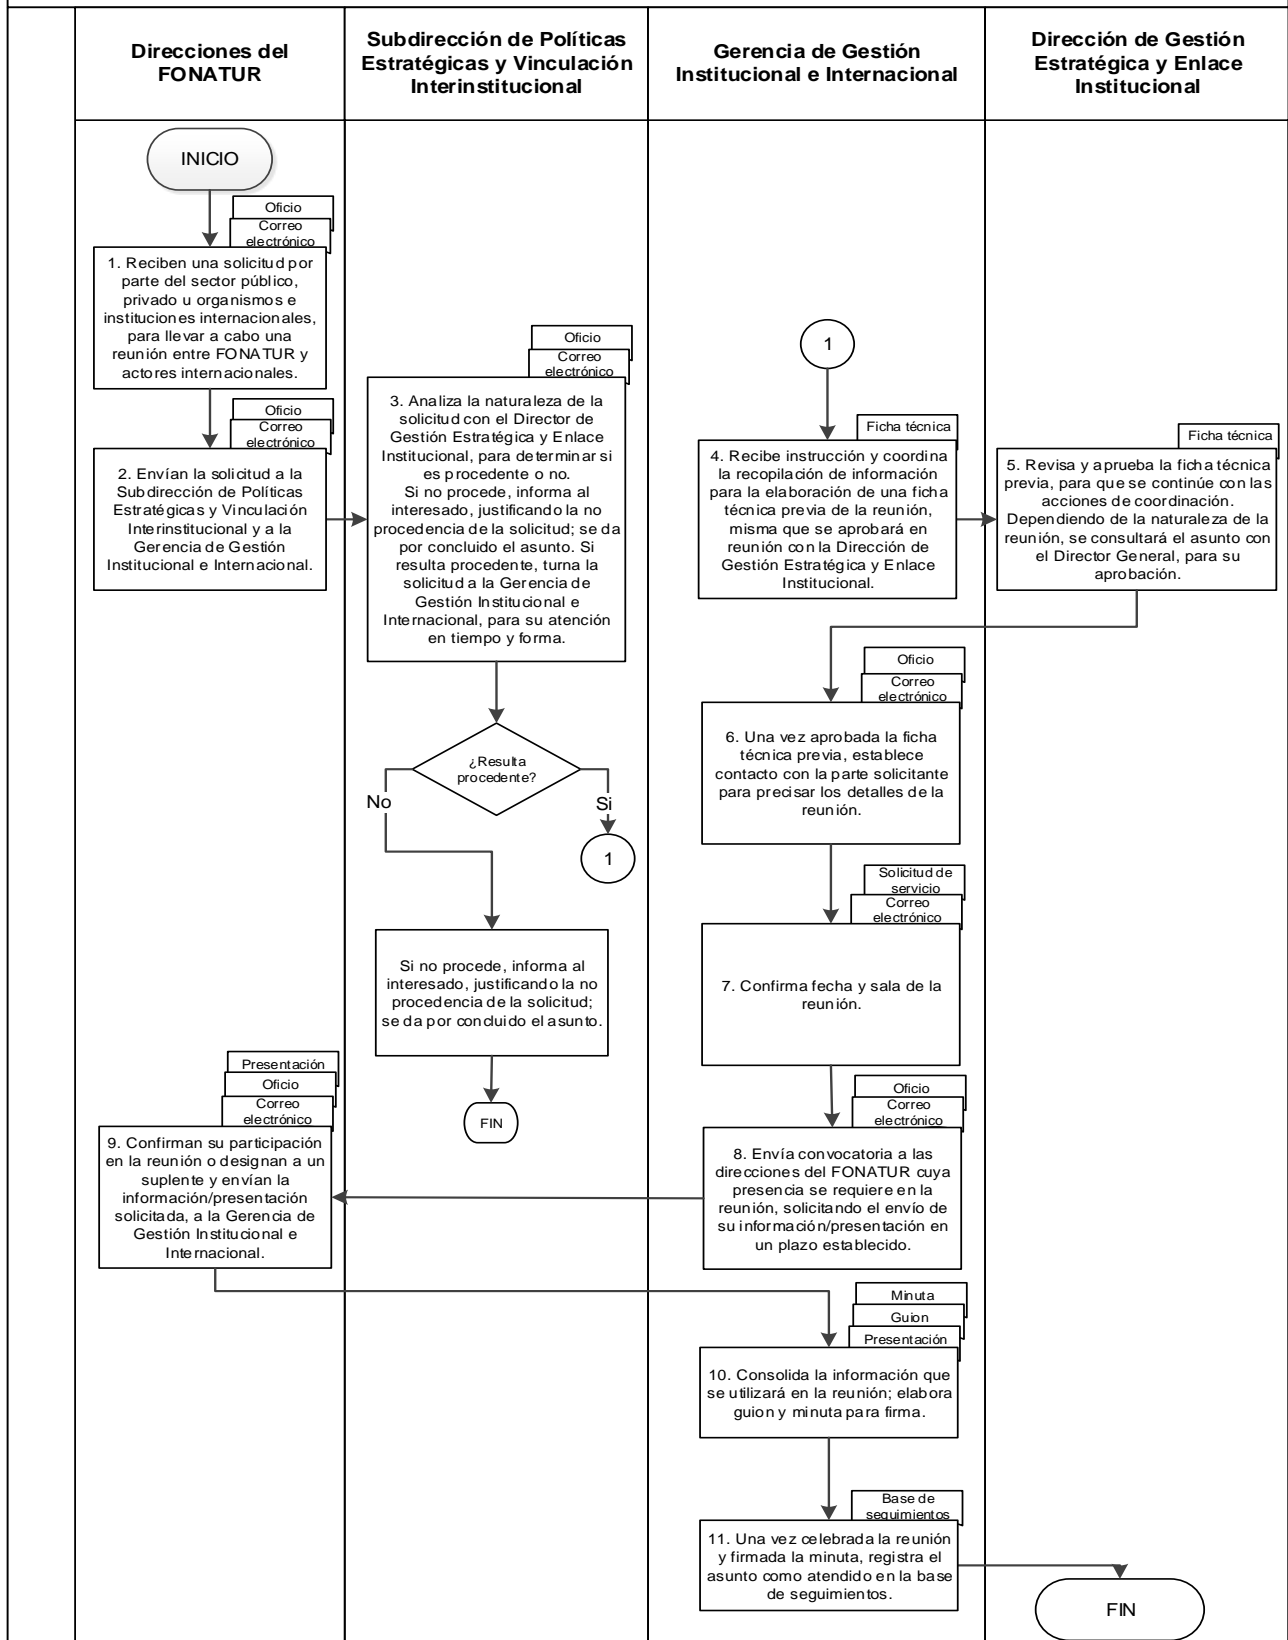 Direcciones del
FONATUR
Subdirección de Políticas
Estratégicas y Vinculación
Interinstitucional
Gerencia de Gestión
Institucional e Internacional
Dirección de Gestión
Estratégica y Enlace
Institucional
INICIO
Oficio
Correo
electrónico
1. Reciben una solicitud por
parte del sector público,
privado u organismos e
instituciones internacionales,
para llevar a cabo una
reunión entre FONATUR y
actores internacionales.
Oficio
Correo
electrónico
2. Envían la solicitud a la
Subdirección de Políticas
Estratégicas y Vinculación
Interinstitucional y a la
Gerencia de Gestión
Institucional e Internacional.
Oficio
Correo
electrónico
3. Analiza la naturaleza de la
solicitud con el Director de
Gestión Estratégica y Enlace
Institucional, para determinar si
es procedente o no.
Si no procede, informa al
interesado, justificando la no
procedencia de la solicitud; se da
por concluido el asunto. Si
resulta procedente, turna la
solicitud a la Gerencia de
Gestión Institucional e
Internacional, para su atención
en tiempo y forma.
¿Resulta
procedente?
No
Si
1
Si no procede, informa al
interesado, justificando la no
procedencia de la solicitud;
se da por concluido el asunto.
FIN
1
Ficha técnica
4. Recibe instrucción y coordina
la recopilación de información
para la elaboración de una ficha
técnica previa de la reunión,
misma que se aprobará en
reunión con la Dirección de
Gestión Estratégica y Enlace
Institucional.
Ficha técnica
5. Revisa y aprueba la ficha técnica
previa, para que se continúe con las
acciones de coordinación.
Dependiendo de la naturaleza de la
reunión, se consultará el asunto con
el Director General, para su
aprobación.
Oficio
Correo
electrónico
6. Una vez aprobada la ficha
técnica previa, establece
contacto con la parte solicitante
para precisar los detalles de la
reunión.
Solicitud de
servicio
Correo
electrónico
7. Confirma fecha y sala de la
reunión.
Oficio
Correo
electrónico
8. Envía convocatoria a las
direcciones del FONATUR cuya
presencia se requiere en la
reunión, solicitando el envío de
su información/presentación en
un plazo establecido.
Presentación
Oficio
Correo
electrónico
9. Confirman su participación
en la reunión o designan a un
suplente y envían la
información/presentación
solicitada, a la Gerencia de
Gestión Institucional e
Internacional.
Minuta
Guion
Presentación
10. Consolida la información que
se utilizará en la reunión; elabora
guion y minuta para firma.
Base de
seguimientos
11. Una vez celebrada la reunión
y firmada la minuta, registra el
asunto como atendido en la base
de seguimientos.
FIN